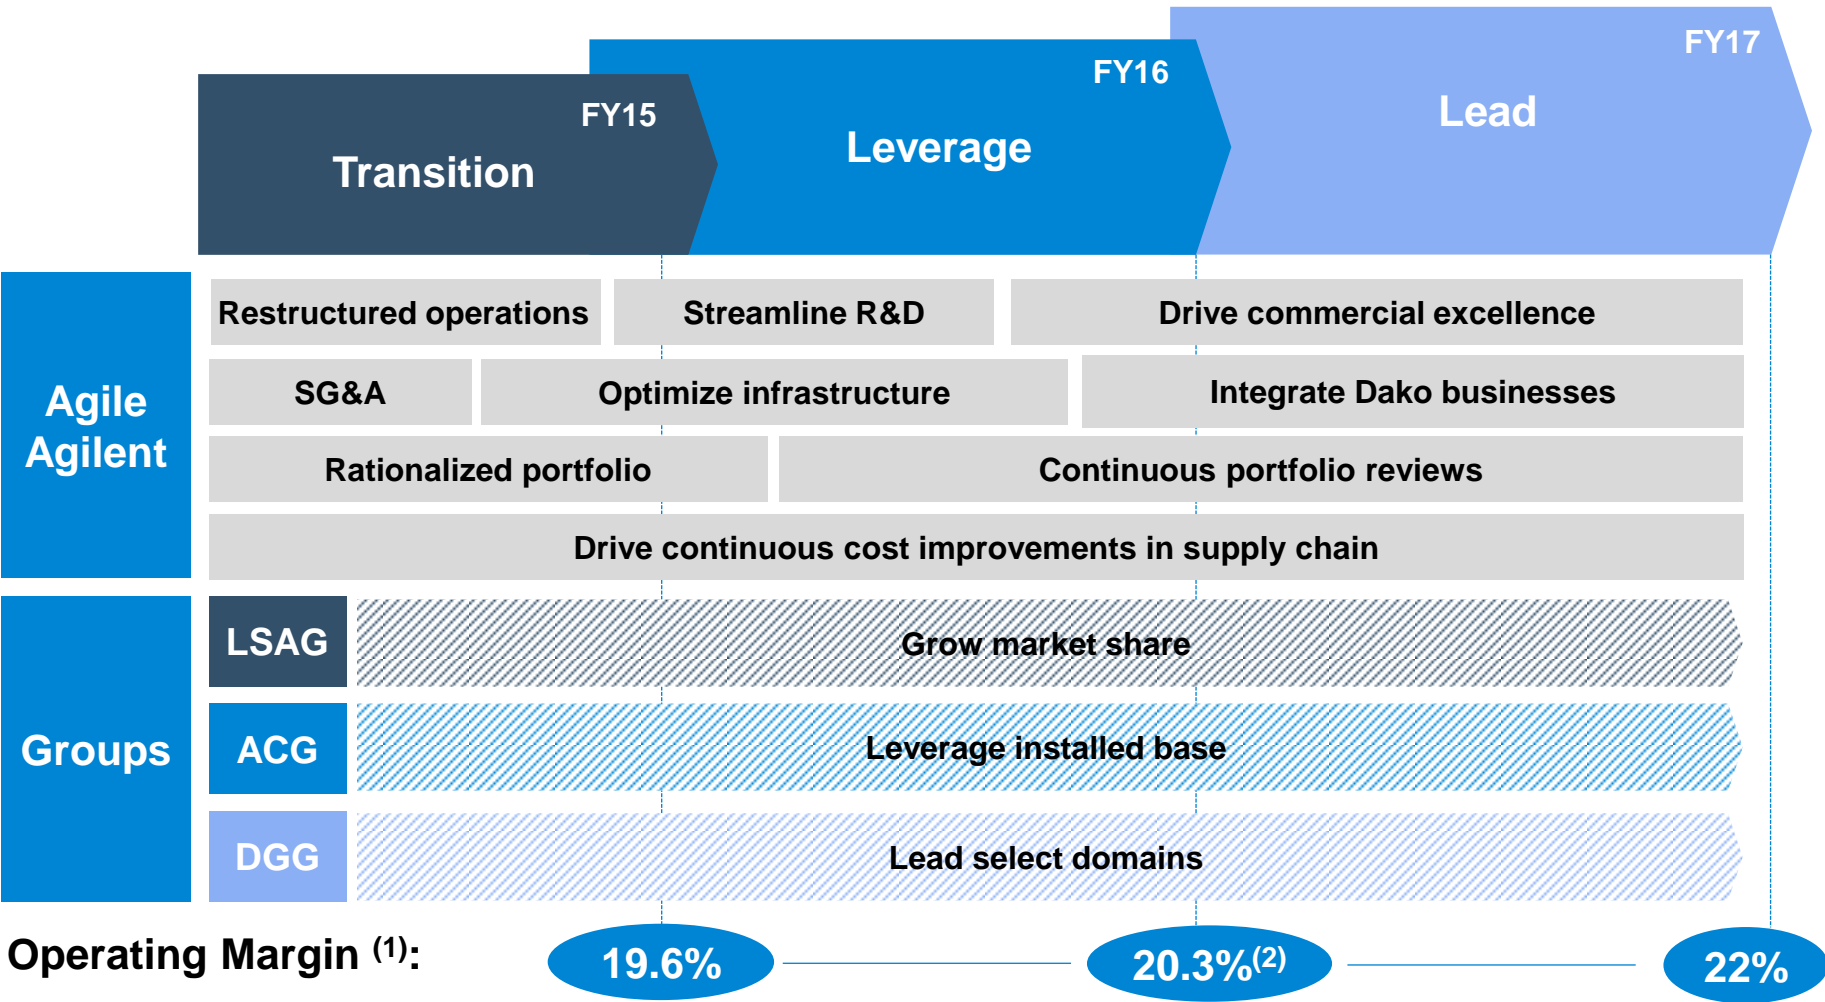 FY17
FY16
FY15
Lead
Leverage
Transition
Agile
Agilent
Restructured operations
Streamline R&D
Drive commercial excellence
SG&A
Optimize infrastructure
Integrate Dako businesses
Rationalized portfolio
Continuous portfolio reviews
Drive continuous cost improvements in supply chain
Groups
LSAG
Grow market share
ACG
Leverage installed base
DGG
Lead select domains
Operating Margin (1):
19.6%
20.3%(2)
22%